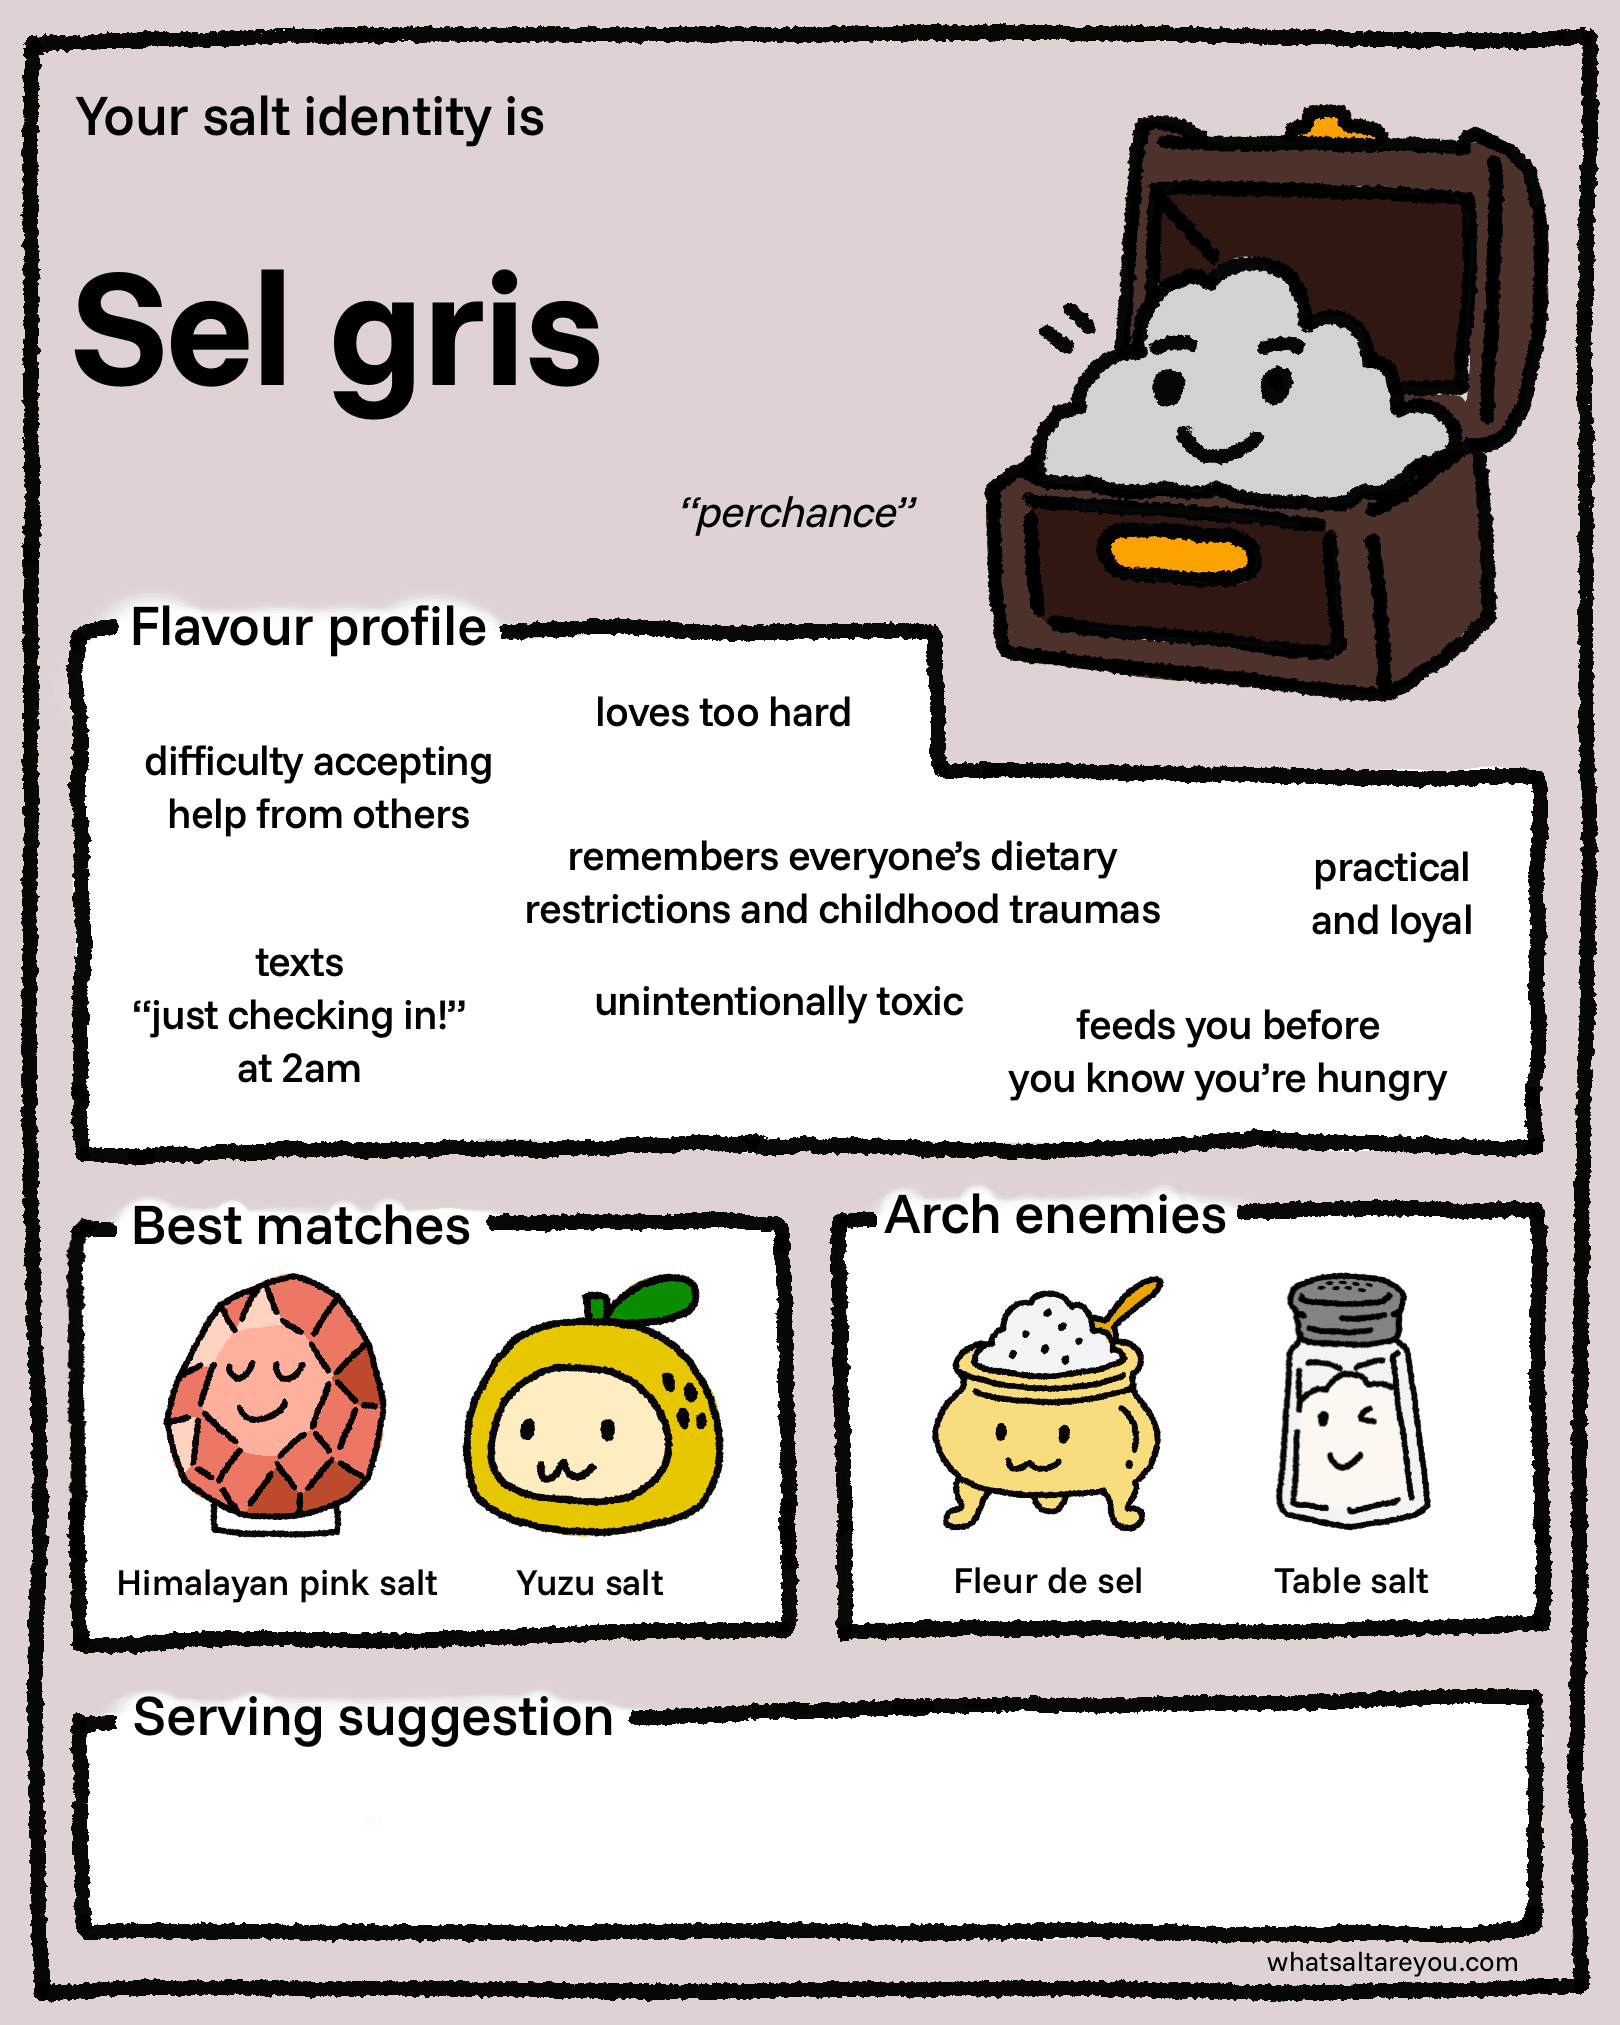 Your salt identity is
Sel gris
“perchance”
Flavour profile
loves too hard
difficulty accepting
help from others
remembers everyone’s dietary
restrictions and childhood traumas
practical
and loyal
texts
“just checking in!”
at 2am
unintentionally toxic
feeds you before
you know you’re hungry
Best matches
Himalayan pink salt
Yuzu salt
Arch enemies
Fleur de sel
Table salt
Serving suggestion
whatsaltareyou.com